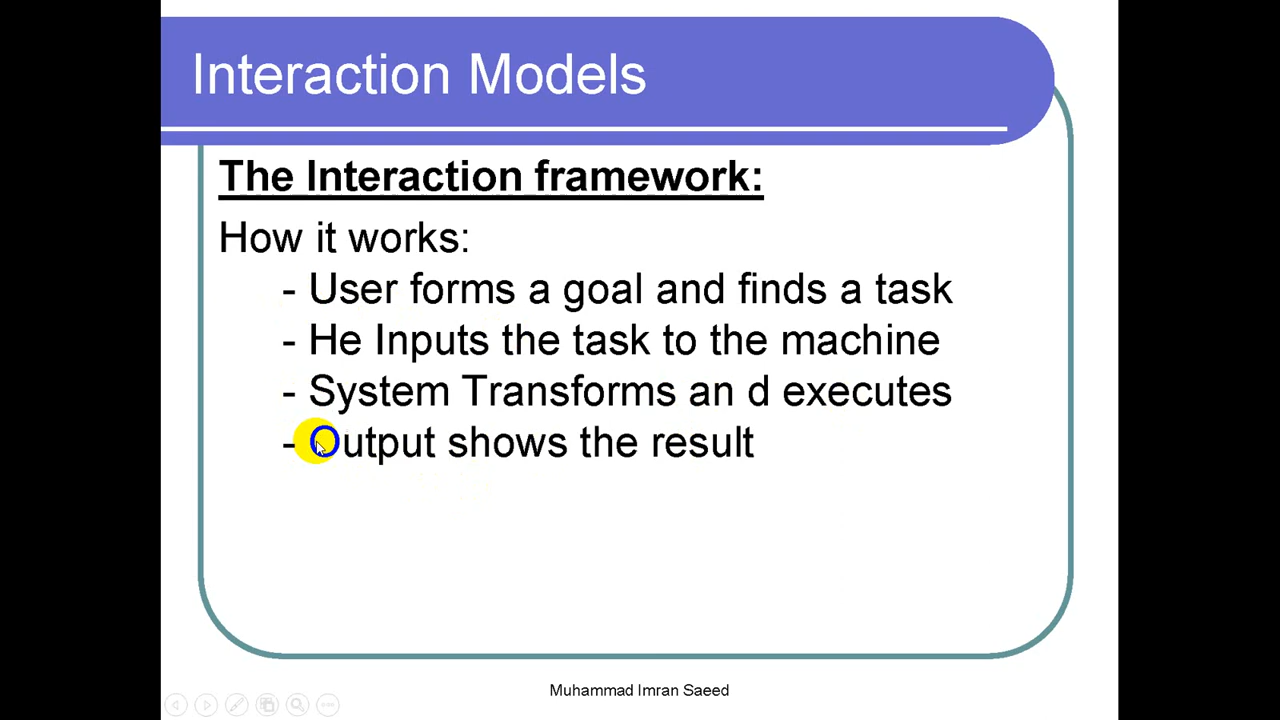 Interaction Models
The Interaction framework:
How it works:
- User forms a goal and finds a task
- He Inputs the task to the machine
- System Transforms an d executes
- Output shows the result
Muhammad Imran Saeed